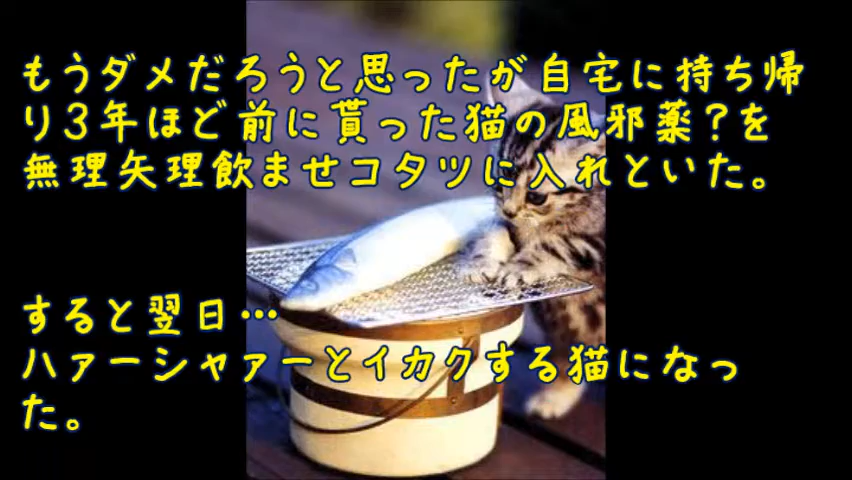 もうダメだろうと思ったが自宅に持ち帰
り３年ほど前に貰った猫の風邪薬？を
無理矢理飲ませコタツに入れといた。
すると翌日…
ハァーシャァーとイカクする猫になっ
た。